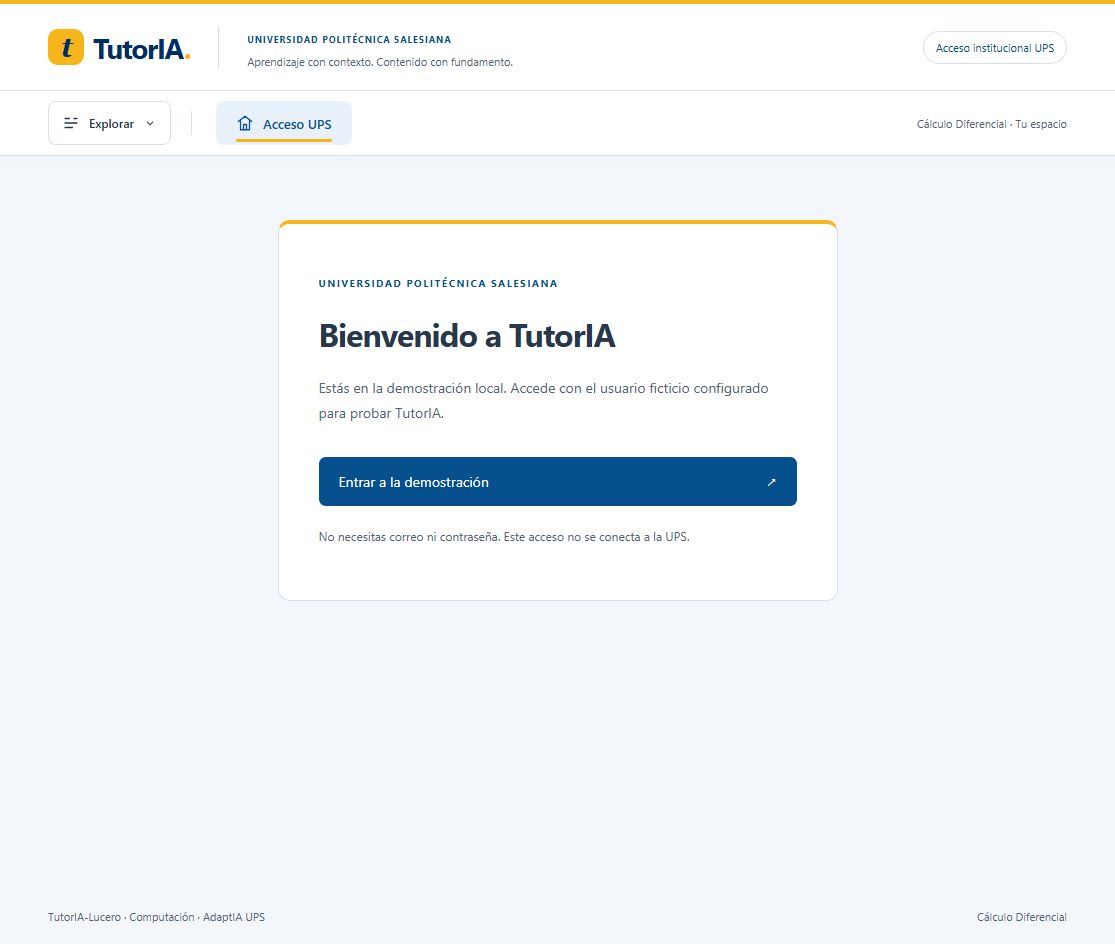 t TutorIA.
UNIVERSIDAD POLITÉCNICA SALESIANA
Aprendizaje con contexto. Contenido con fundamento.
Acceso institucional UPS
Explorar
Acceso UPS
Cálculo Diferencial · Tu espacio
UNIVERSIDAD POLITÉCNICA SALESIANA
Bienvenido a TutorIA
Estás en la demostración local. Accede con el usuario ficticio configurado
para probar TutorIA.
Entrar a la demostración ↗
No necesitas correo ni contraseña. Este acceso no se conecta a la UPS.
TutorIA-Lucero · Computación · AdaptIA UPS
Cálculo Diferencial